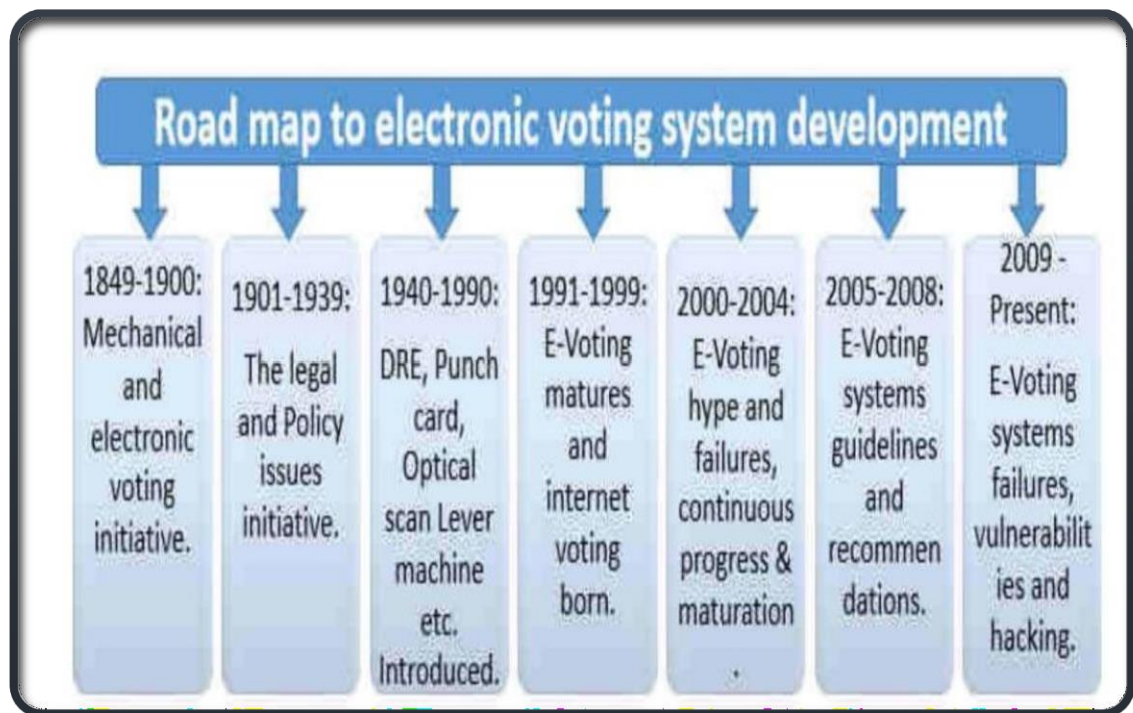 Road map to electronic voting system development
1849-1900:
Mechanical
and
electronic
voting
initiative.
1901-1939:
The legal
and Policy
issues
initiative.
1940-1990:
DRE, Punch
card,
Optical
scan Lever
machine
etc.
Introduced.
1991-1999:
E-Voting
matures
and
internet
voting
born.
2000-2004:
E-Voting
hype and
failures,
continuous
progress &
maturation
.
2005-2008:
E-Voting
systems
guidelines
and
recommen
dations.
2009 -
Present:
E-Voting
systems
failures,
vulnerabilit
ies and
hacking.